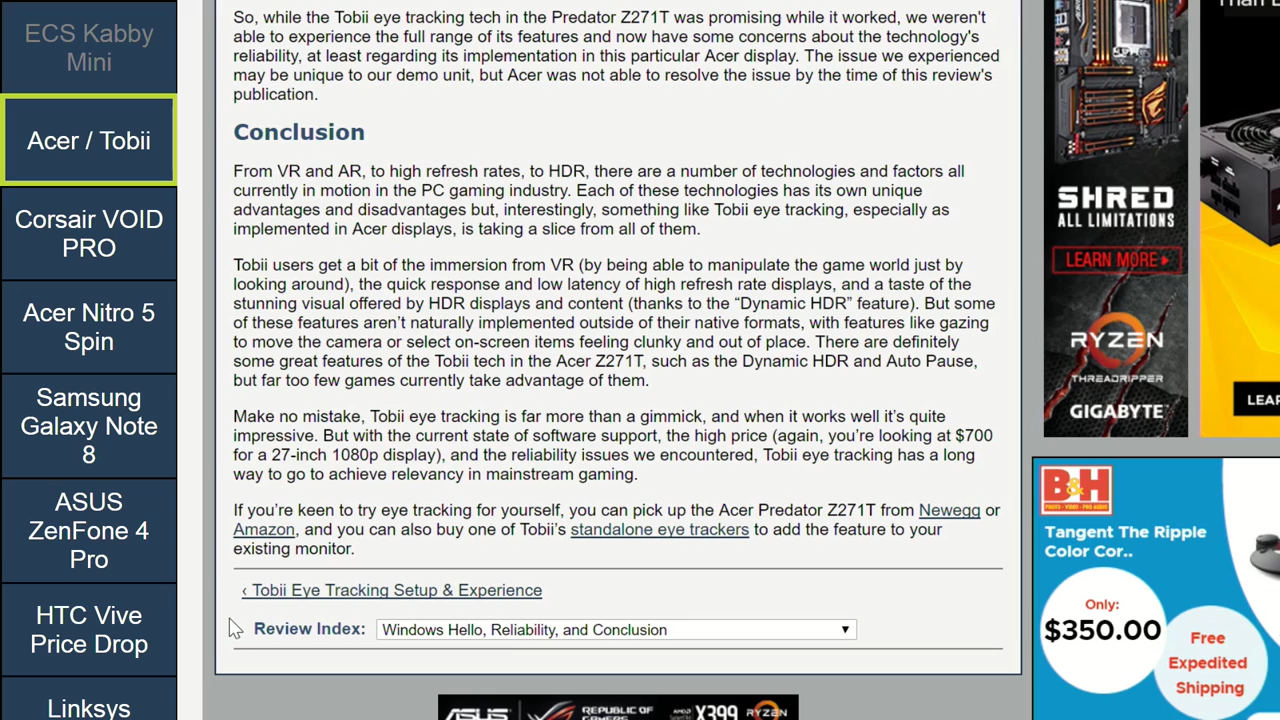 ECS Kabby
Mini
Acer / Tobii
Corsair VOID
PRO
Acer Nitro 5
Spin
Samsung
Galaxy Note
8
ASUS
ZenFone 4
Pro
HTC Vive
Price Drop
Linksys
So, while the Tobii eye tracking tech in the Predator Z271T was promising while it worked, we weren't
able to experience the full range of its features and now have some concerns about the technology's
reliability, at least regarding its implementation in this particular Acer display. The issue we experienced
may be unique to our demo unit, but Acer was not able to resolve the issue by the time of this review's
publication.
Conclusion
From VR and AR, to high refresh rates, to HDR, there are a number of technologies and factors all
currently in motion in the PC gaming industry. Each of these technologies has its own unique
advantages and disadvantages but, interestingly, something like Tobii eye tracking, especially as
implemented in Acer displays, is taking a slice from all of them.
Tobii users get a bit of the immersion from VR (by being able to manipulate the game world just by
looking around), the quick response and low latency of high refresh rate displays, and a taste of the
stunning visual offered by HDR displays and content (thanks to the “Dynamic HDR” feature). But some
of these features aren’t naturally implemented outside of their native formats, with features like gazing
to move the camera or select on-screen items feeling clunky and out of place. There are definitely
some great features of the Tobii tech in the Acer Z271T, such as the Dynamic HDR and Auto Pause,
but far too few games currently take advantage of them.
Make no mistake, Tobii eye tracking is far more than a gimmick, and when it works well it’s quite
impressive. But with the current state of software support, the high price (again, you’re looking at $700
for a 27-inch 1080p display), and the reliability issues we encountered, Tobii eye tracking has a long
way to go to achieve relevancy in mainstream gaming.
If you’re keen to try eye tracking for yourself, you can pick up the Acer Predator Z271T from Newegg or
Amazon, and you can also buy one of Tobii’s standalone eye trackers to add the feature to your
existing monitor.
‹ Tobii Eye Tracking Setup & Experience
Review Index: Windows Hello, Reliability, and Conclusion
SHRED
ALL LIMITATIONS
LEARN MORE
RYZEN
THREADRIPPER
GIGABYTE
B&H
PHOTO - VIDEO - PRO AUDIO
Tangent The Ripple
Color Cor..
Only:
$350.00
Free
Expedited
Shipping
ASUS
REPUBLIC OF
GAMERS
AMD
X399
RYZEN